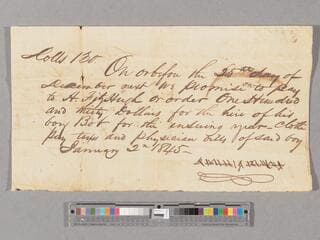 Dolls 130
On or before the 25th day of
December next We promise to pay
to H. Fitzhugh or order One Hundred
and thirty Dollars for the hire of his
boy Bob for the ensuing year - Cloth
pay taxes and physician bills of said boy
January 2nd 1845 -